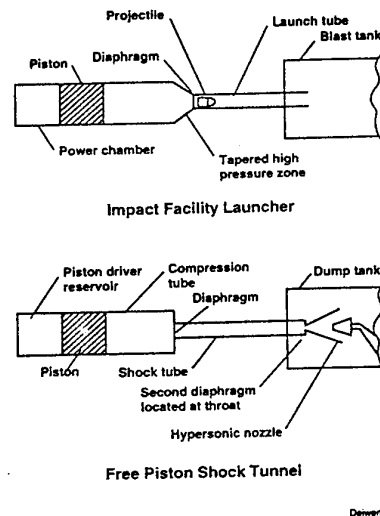 Projectile
Diaphragm
Launch tube
Piston
Blast tank
Power chamber
Tapered high
pressure zone
Impact Facility Launcher
Piston driver
reservoir
Compression
tube
Diaphragm
Dump tank
Piston
Shock tube
Second diaphragm
located at throat
Hypersonic nozzle
Free Piston Shock Tunnel